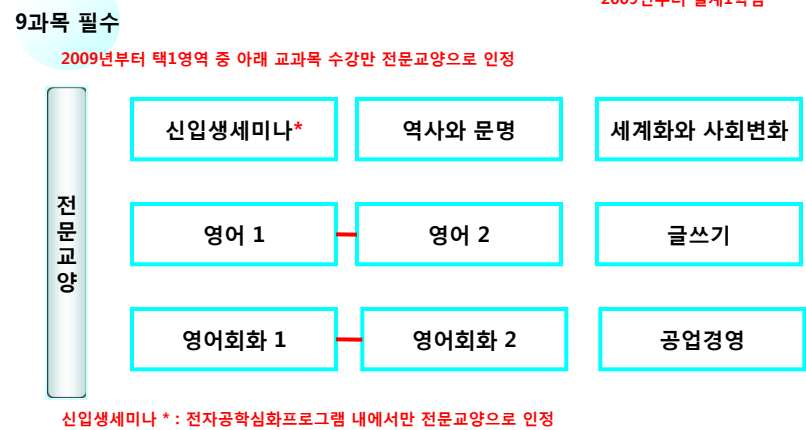 9과목 필수
2009년부터 택1영역 중 아래 교과목 수강만 전문교양으로 인정
전문교양
신입생세미나* 역사와 문명 세계화와 사회변화
영어 1 영어 2 글쓰기
영어회화 1 영어회화 2 공업경영
신입생세미나 * : 전자공학심화프로그램 내에서만 전문교양으로 인정